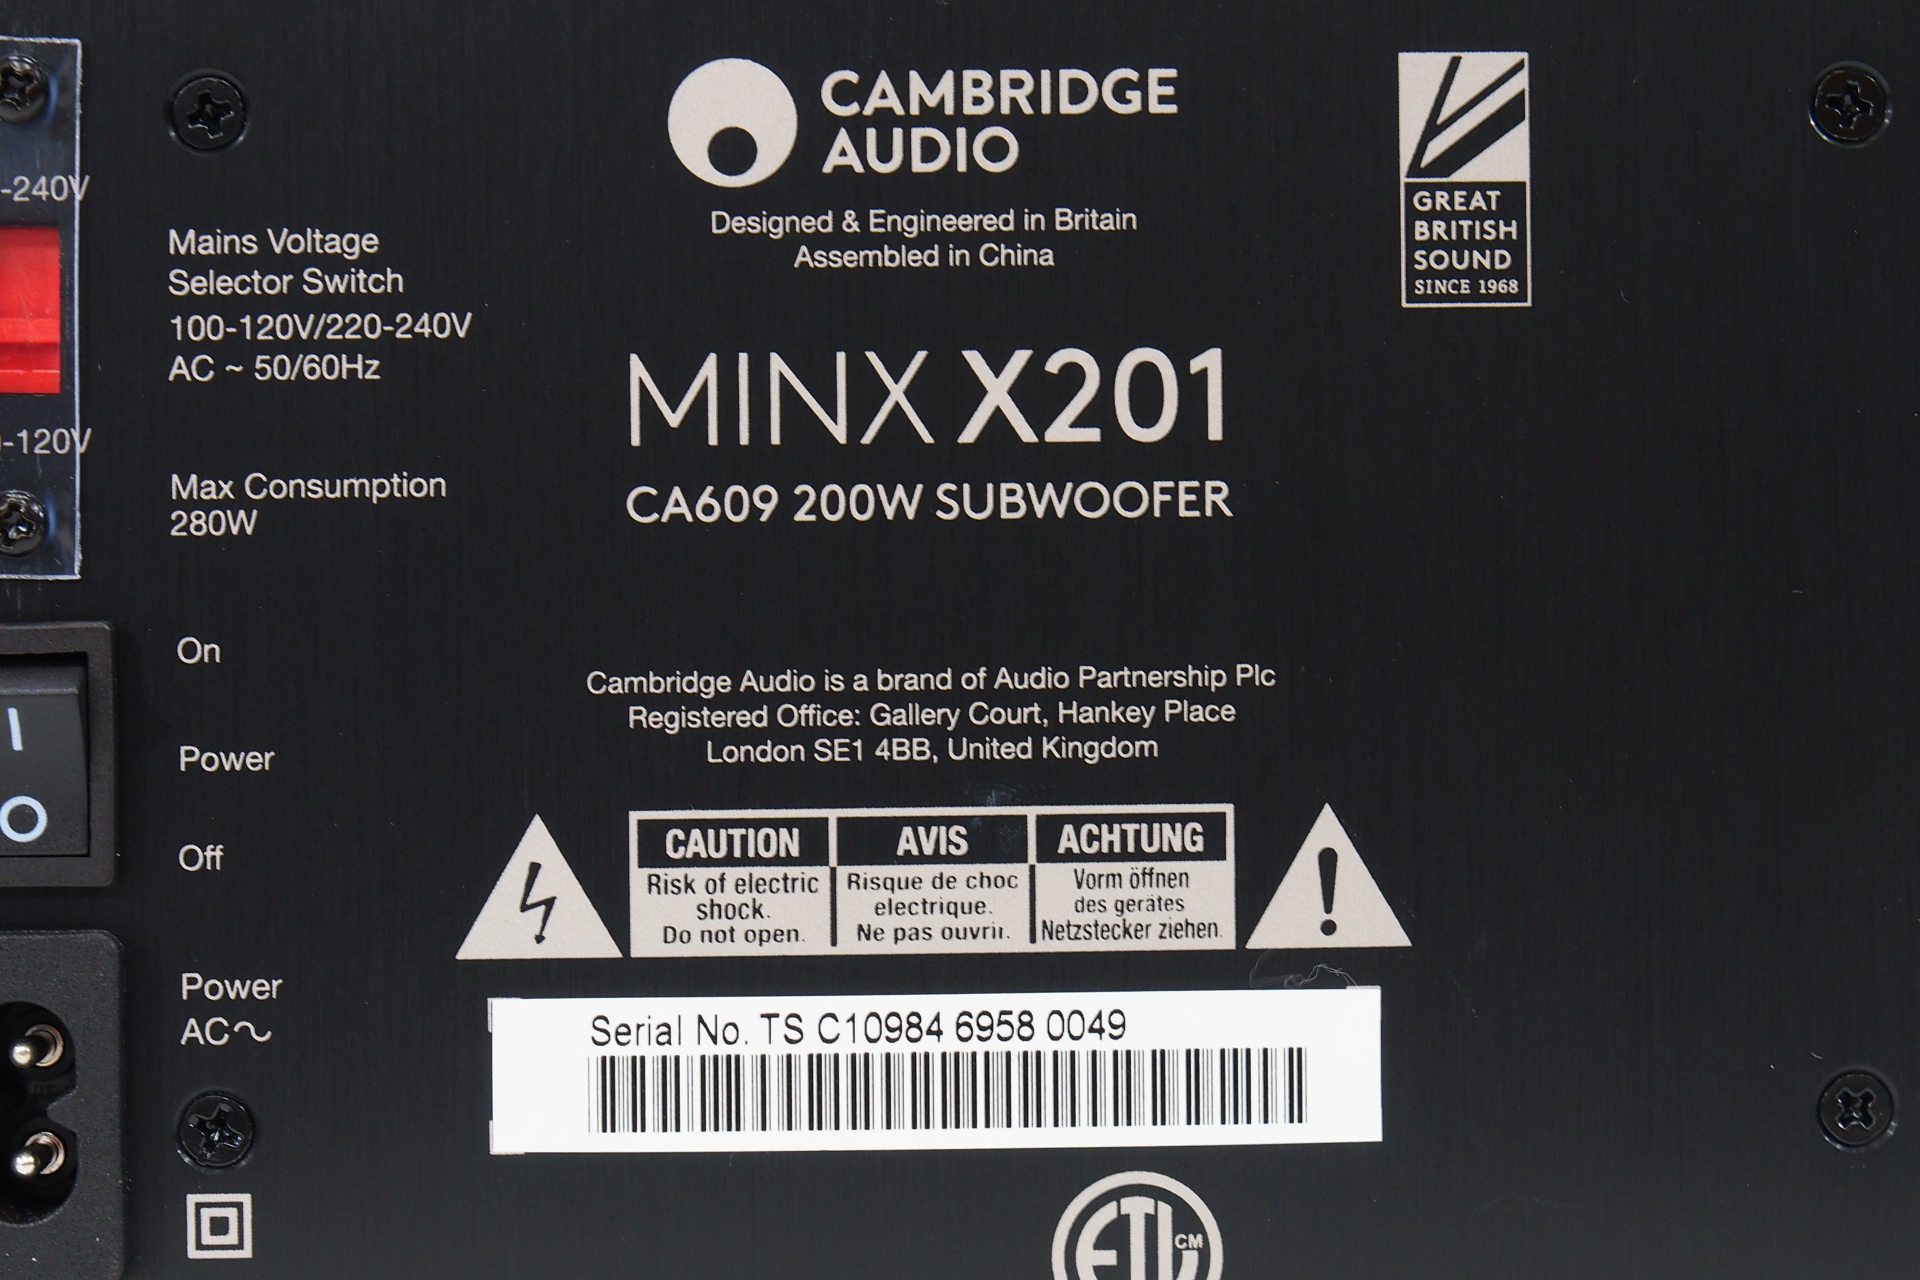 -240V
Mains Voltage
Selector Switch
100-120V/220-240V
AC ~ 50/60Hz
-120V
Max Consumption
280W
On
I
Power
O
Off
Power
AC~
CAMBRIDGE
AUDIO
Designed & Engineered in Britain
Assembled in China
GREAT
BRITISH
SOUND
SINCE 1968
MINX X201
CA609 200W SUBWOOFER
Cambridge Audio is a brand of Audio Partnership Plc
Registered Office: Gallery Court, Hankey Place
London SE1 4BB, United Kingdom
CAUTION
Risk of electric
shock.
Do not open.
AVIS
Risque de choc
electrique.
Ne pas ouvrir.
ACHTUNG
Vorm öffnen
des gerätes
Netzstecker ziehen.
!
Serial No. TS C10984 6958 0049
ETL CM